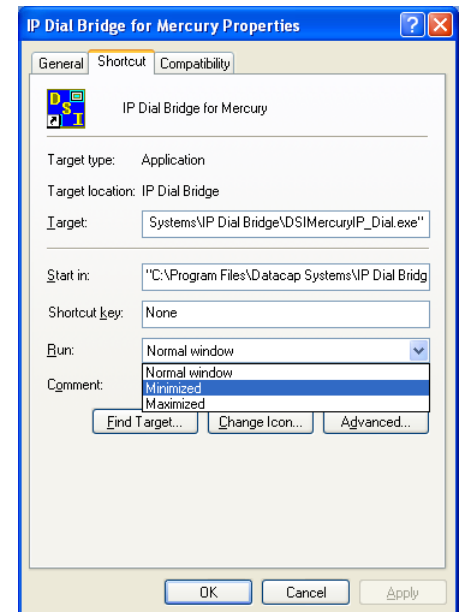 IP Dial Bridge for Mercury Properties
General Shortcut Compatibility
DSI
IP Dial Bridge for Mercury
Target type: Application
Target location: IP Dial Bridge
Target: Systems\IP Dial Bridge\DSIMercuryIP_Dial.exe"
Start in: "C:\Program Files\Datacap Systems\IP Dial Bridg
Shortcut key: None
Run: Normal window
Normal window
Comment: Minimized
Maximized
Find Target... Change Icon... Advanced...
OK Cancel Apply